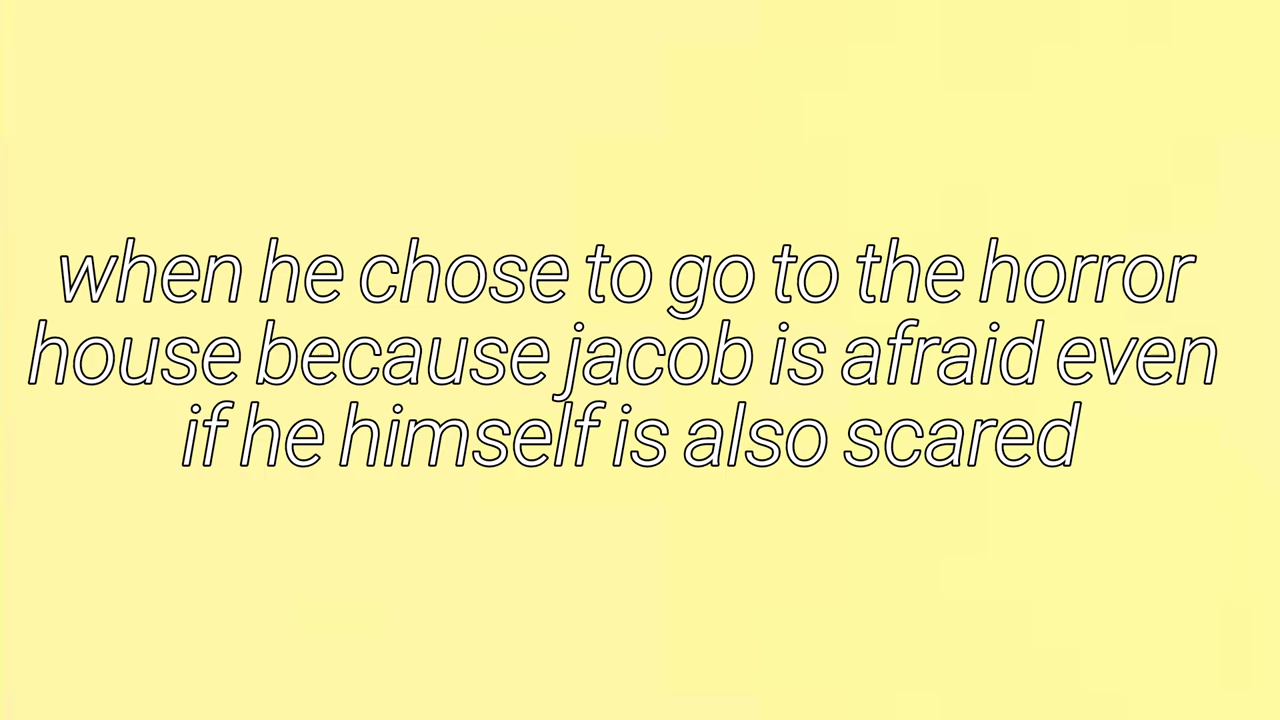 when he chose to go to the horror
house because jacob is afraid even
if he himself is also scared